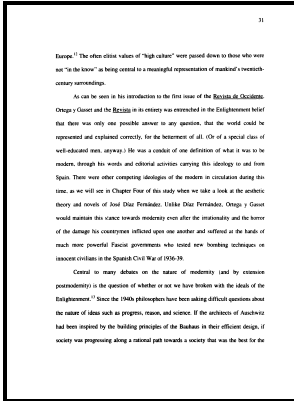 31
Europe.12 The often elitist values of "high culture" were passed down to those who were
not "in the know" as being central to a meaningful representation of mankind's twentieth-
century surroundings.
As can be seen in his introduction to the first issue of the Revista de Occidente,
Ortega y Gasset and the Revista in its entirety was entrenched in the Enlightenment belief
that there was only one possible answer to any question, that the world could be
represented and explained correctly, for the betterment of all. (Or of a special class of
well-educated men, anyway.) He was a conduit of one definition of what it was to be
modern, through his words and editorial activities carrying this ideology to and from
Spain. There were other competing ideologies of the modern in circulation during this
time, as we will see in Chapter Four of this study when we take a look at the aesthetic
theory and novels of José Díaz Fernández. Unlike Díaz Fernández, Ortega y Gasset
would maintain this stance towards modernity even after the irrationality and the horror
of the damage his countrymen inflicted upon one another and suffered at the hands of
much more powerful Fascist governments who tested new bombing techniques on
innocent civilians in the Spanish Civil War of 1936-39.
Central to many debates on the nature of modernity (and by extension
postmodernity) is the question of whether or not we have broken with the ideals of the
Enlightenment.13 Since the 1940s philosophers have been asking difficult questions about
the nature of ideas such as progress, reason, and science. If the architects of Auschwitz
had been inspired by the building principles of the Bauhaus in their efficient design, if
society was progressing along a rational path towards a society that was the best for the